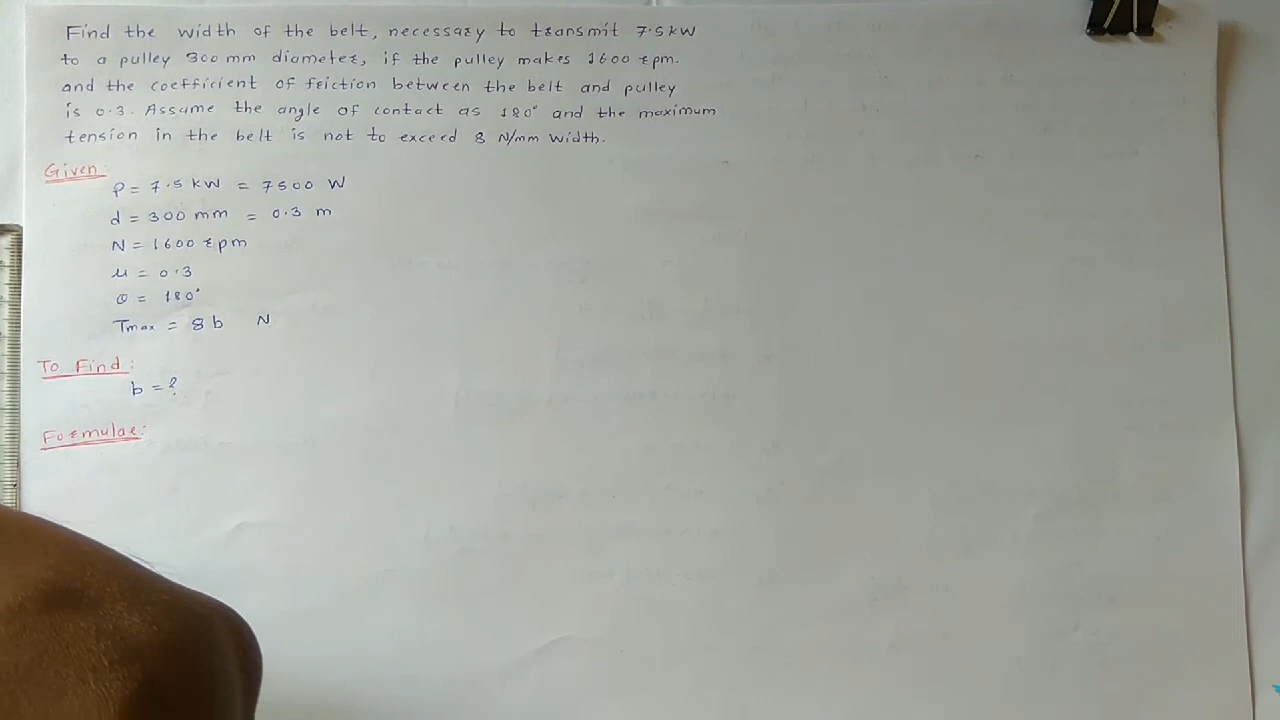 Find the width of the belt, necessary to transmit 7.5 kW
to a pulley 300 mm diameter, if the pulley makes 1600 rpm.
and the coefficient of friction between the belt and pulley
is 0.3. Assume the angle of contact as 180° and the maximum
tension in the belt is not to exceed 8 N/mm width.
Given:
P = 7.5 kW = 7500 W
d = 300 mm = 0.3 m
N = 1600 rpm
μ = 0.3
θ = 180°
Tmax = 8b N
To Find:
b = ?
Formulae: